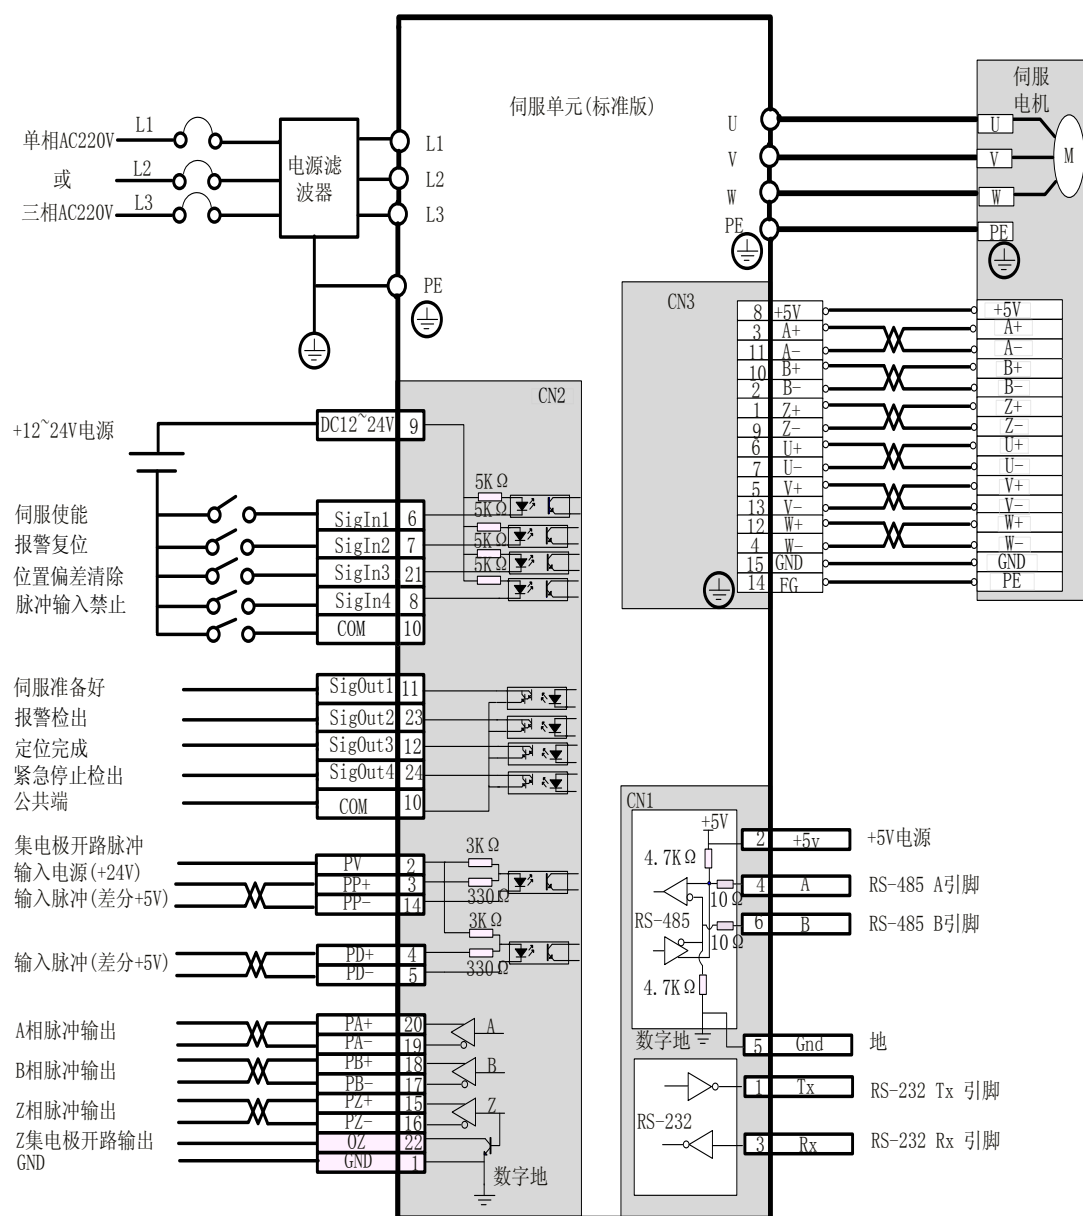 伺服单元(标准版)
单相AC220V
或
三相AC220V
L1
L2
L3
电源滤
波器
L1
L2
L3
PE
U
V
W
PE
伺服
电机
U
V
W
PE
M
CN3
8 +5V
3 A+
11 A-
10 B+
2 B-
1 Z+
9 Z-
6 U+
7 U-
5 V+
13 V-
12 W+
4 W-
15 GND
14 FG
+5V
A+
A-
B+
B-
Z+
Z-
U+
U-
V+
V-
W+
W-
GND
PE
CN2
+12~24V电源
DC12~24V 9
5KΩ
5KΩ
5KΩ
5KΩ
伺服使能 SigIn1 6
报警复位 SigIn2 7
位置偏差清除 SigIn3 21
脉冲输入禁止 SigIn4 8
COM 10
伺服准备好 SigOut1 11
报警检出 SigOut2 23
定位完成 SigOut3 12
紧急停止检出 SigOut4 24
公共端 COM 10
集电极开路脉冲
输入电源(+24V) PV 2
输入脉冲(差分+5V) PP+ 3
PP- 14
3KΩ
330Ω
3KΩ
330Ω
输入脉冲(差分+5V) PD+ 4
PD- 5
A相脉冲输出 PA+ 20 A
PA- 19
B相脉冲输出 PB+ 18 B
PB- 17
Z相脉冲输出 PZ+ 15 Z
PZ- 16
Z集电极开路输出 OZ 22
GND GND 1
数字地
CN1
+5V
4.7KΩ
10Ω
RS-485
10Ω
4.7KΩ
数字地
2 +5v +5V电源
4 A RS-485 A引脚
6 B RS-485 B引脚
5 Gnd 地
RS-232
1 Tx RS-232 Tx 引脚
3 Rx RS-232 Rx 引脚